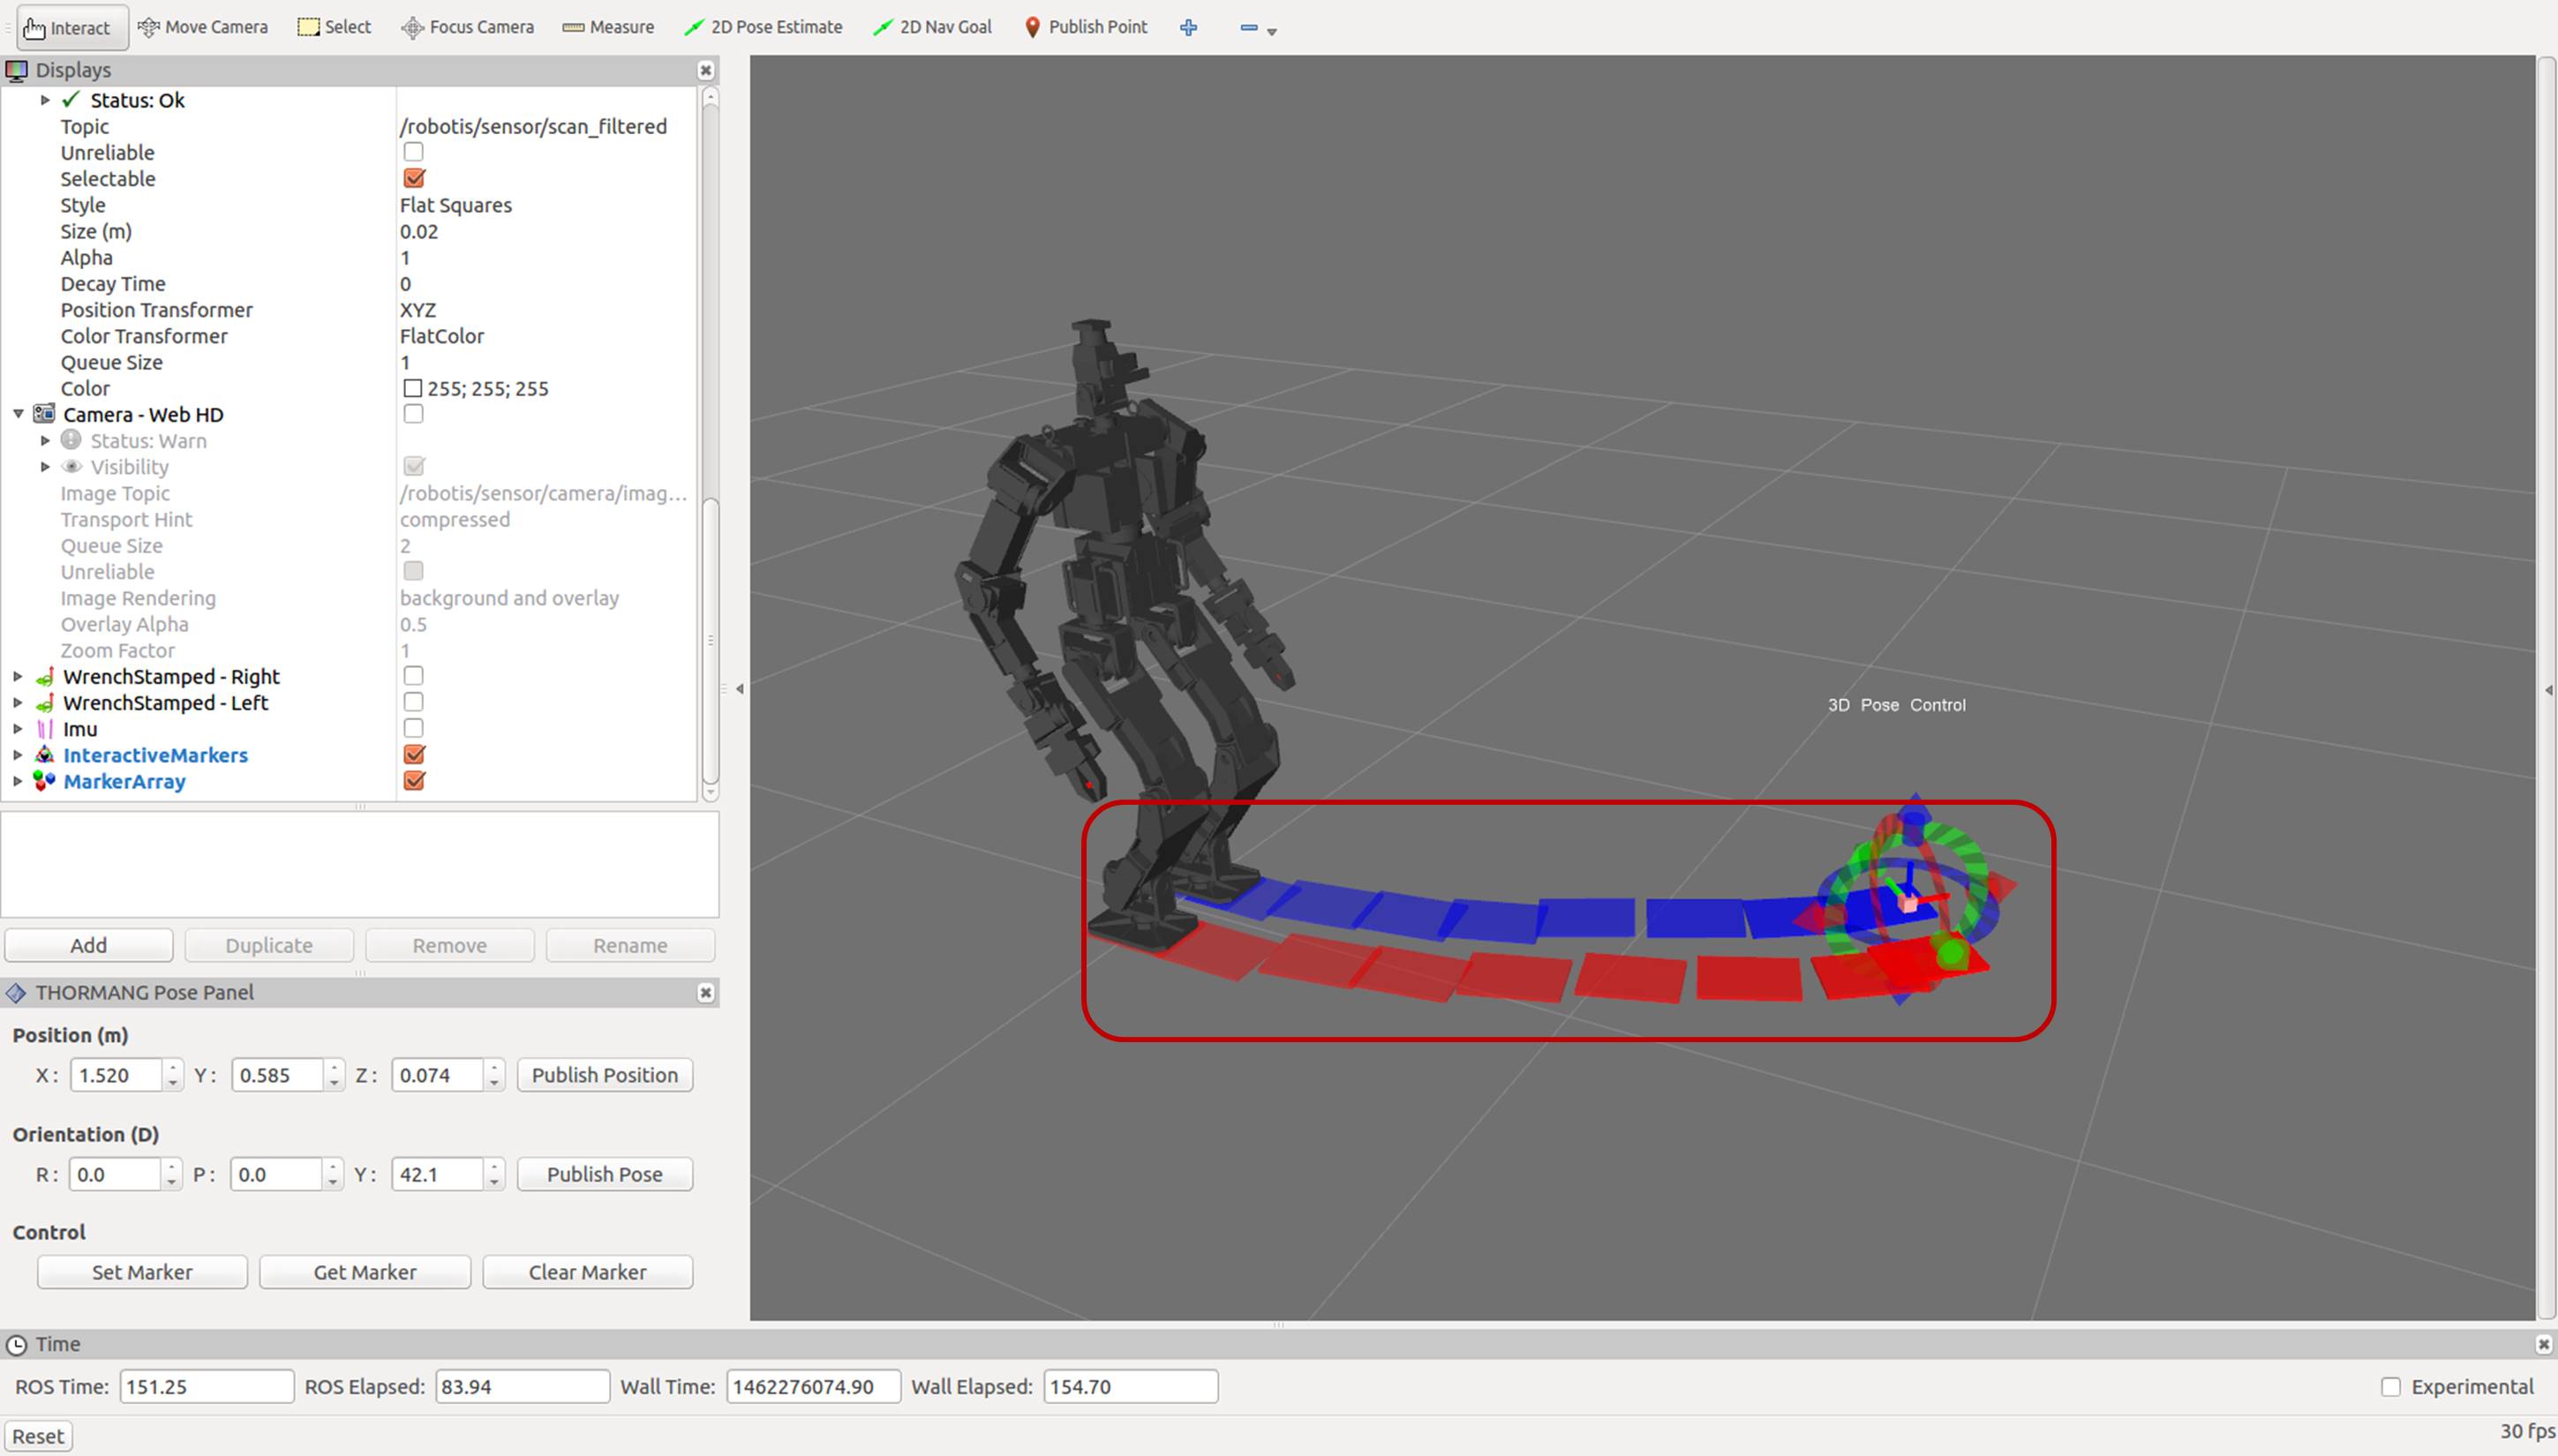 Interact Move Camera Select Focus Camera Measure 2D Pose Estimate 2D Nav Goal Publish Point
Displays
Status: Ok
Topic /robotis/sensor/scan_filtered
Unreliable
Selectable
Style Flat Squares
Size (m) 0.02
Alpha 1
Decay Time 0
Position Transformer XYZ
Color Transformer FlatColor
Queue Size 1
Color 255; 255; 255
Camera - Web HD
Status: Warn
Visibility
Image Topic /robotis/sensor/camera/imag...
Transport Hint compressed
Queue Size 2
Unreliable
Image Rendering background and overlay
Overlay Alpha 0.5
Zoom Factor 1
WrenchStamped - Right
WrenchStamped - Left
Imu
InteractiveMarkers
MarkerArray
Add Duplicate Remove Rename
THORMANG Pose Panel
Position (m)
X: 1.520 Y: 0.585 Z: 0.074 Publish Position
Orientation (D)
R: 0.0 P: 0.0 Y: 42.1 Publish Pose
Control
Set Marker Get Marker Clear Marker
3D Pose Control
Time
ROS Time: 151.25 ROS Elapsed: 83.94 Wall Time: 1462276074.90 Wall Elapsed: 154.70 Experimental
Reset 30 fps